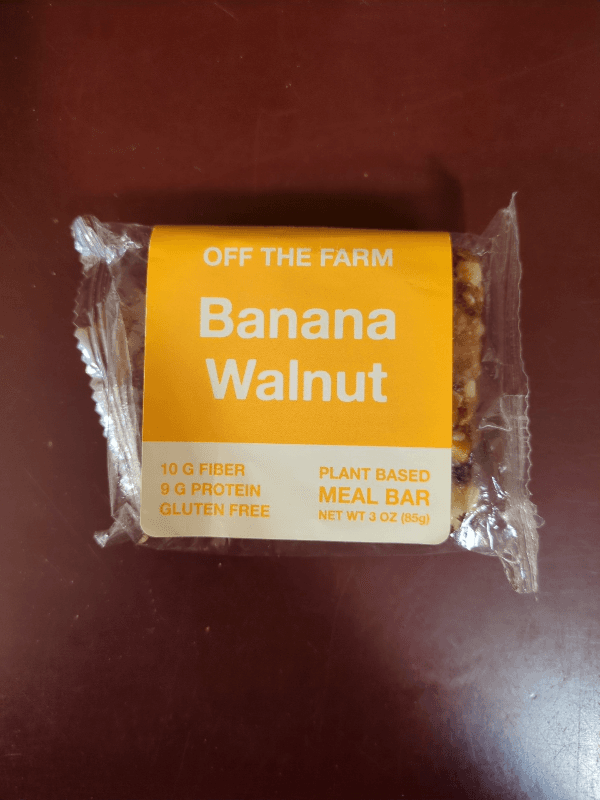 OFF THE FARM
Banana
Walnut
10 G FIBER
9 G PROTEIN
GLUTEN FREE
PLANT BASED
MEAL BAR
NET WT 3 OZ (85g)